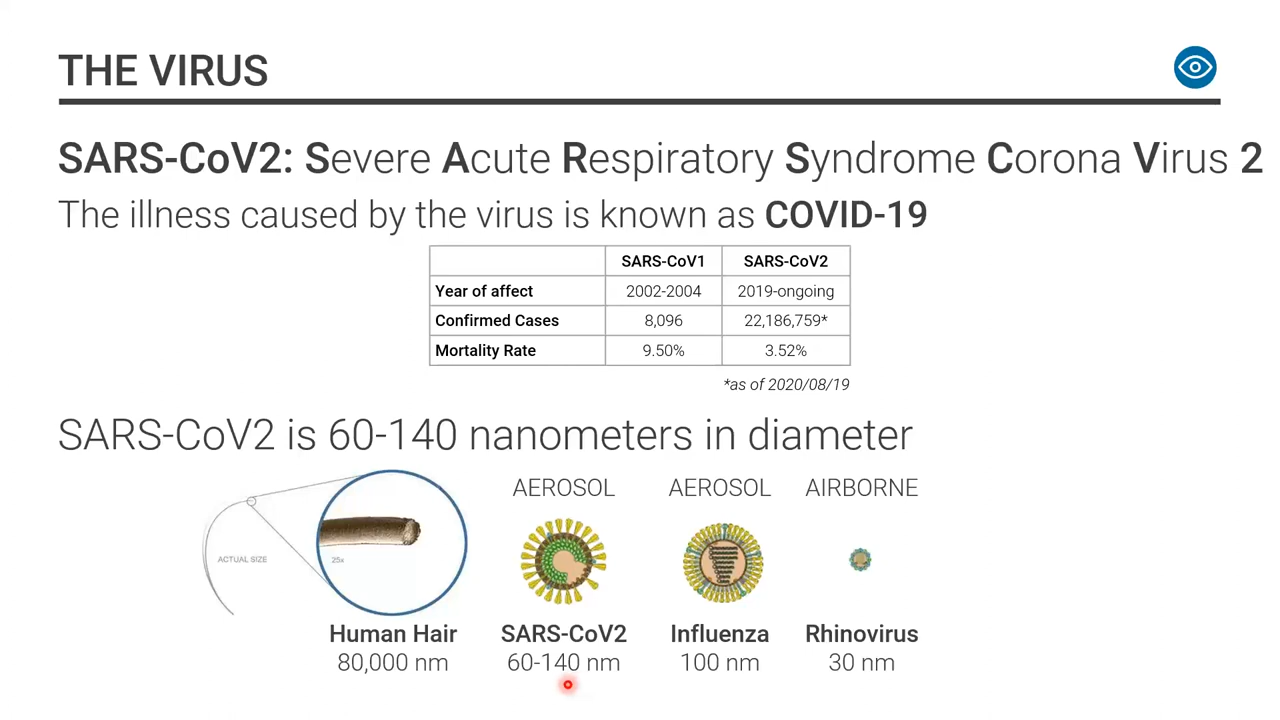 THE VIRUS
SARS-CoV2: Severe Acute Respiratory Syndrome Corona Virus 2
The illness caused by the virus is known as COVID-19
SARS-CoV1 SARS-CoV2
Year of affect 2002-2004 2019-ongoing
Confirmed Cases 8,096 22,186,759*
Mortality Rate 9.50% 3.52%
*as of 2020/08/19
SARS-CoV2 is 60-140 nanometers in diameter
AEROSOL AEROSOL AIRBORNE
ACTUAL SIZE 25x
Human Hair SARS-CoV2 Influenza Rhinovirus
80,000 nm 60-140 nm 100 nm 30 nm